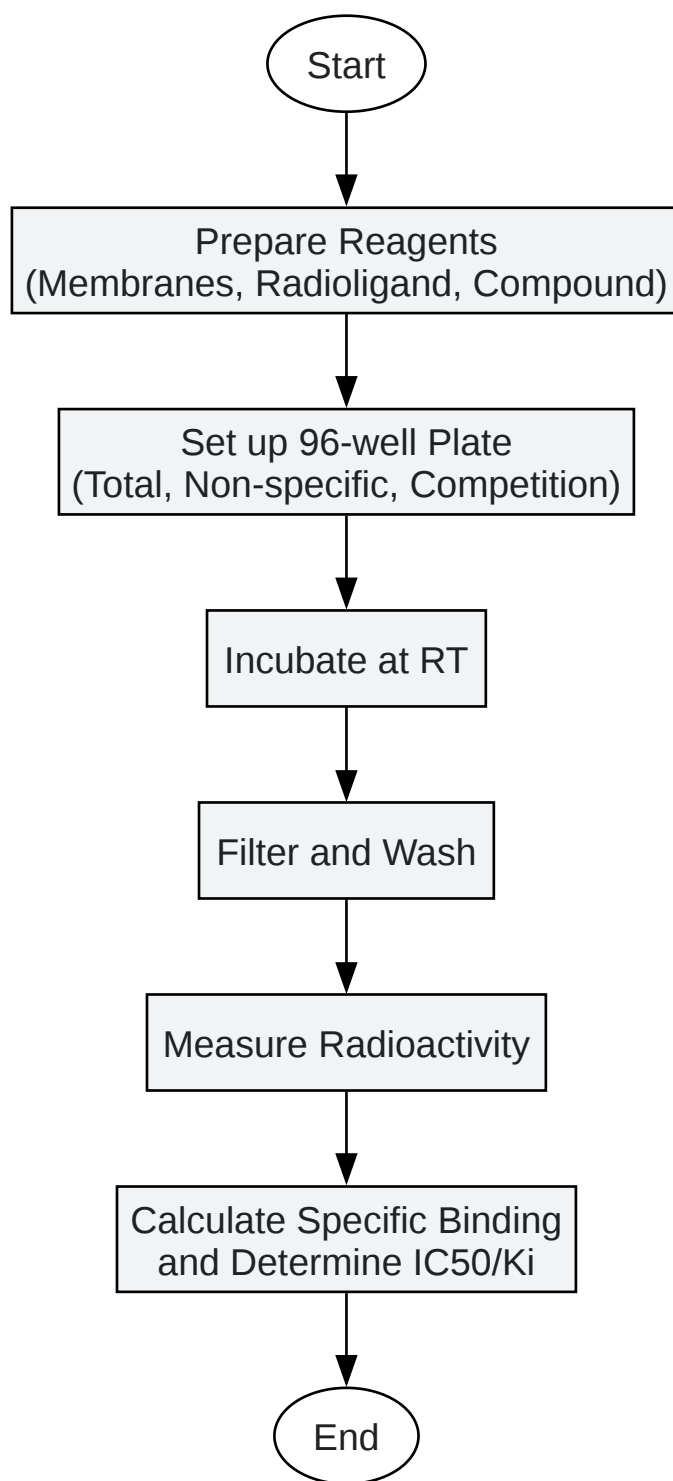 Start
Prepare Reagents
(Membranes, Radioligand, Compound)
Set up 96-well Plate
(Total, Non-specific, Competition)
Incubate at RT
Filter and Wash
Measure Radioactivity
Calculate Specific Binding
and Determine IC50/Ki
End